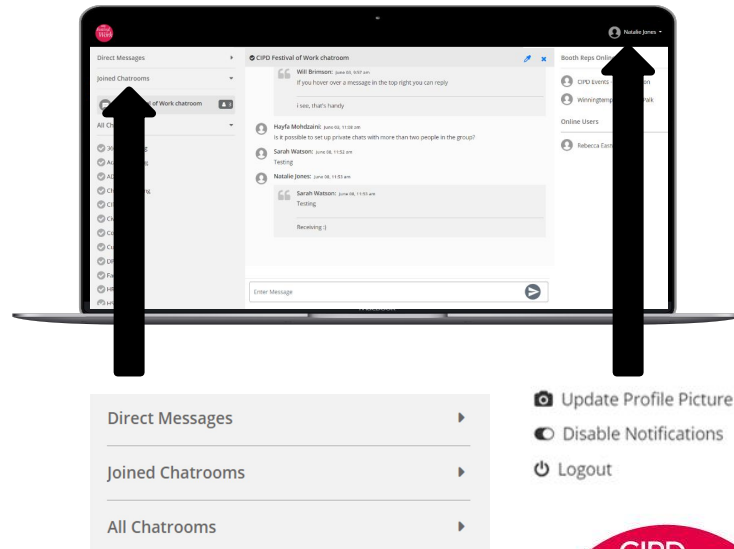 Work
Natalie Jones
Direct Messages
Joined Chatrooms
of Work chatroom
All Ch
CIPD Festival of Work chatroom
Will Brimson: June 03, 9:57 am
if you hover over a message in the top right you can reply
i see, that's handy
Hayfa Mohdzaini: June 04, 11:08 am
Is it possible to set up private chats with more than two people in the group?
Sarah Watson: June 08, 11:52 am
Testing
Natalie Jones: June 08, 11:53 am
Sarah Watson: June 08, 11:53 am
Testing
Receiving :)
Enter Message
Booth Reps Online
CIPD Events
Online Users
Rebecca
Direct Messages
Joined Chatrooms
All Chatrooms
Update Profile Picture
Disable Notifications
Logout
CIPD